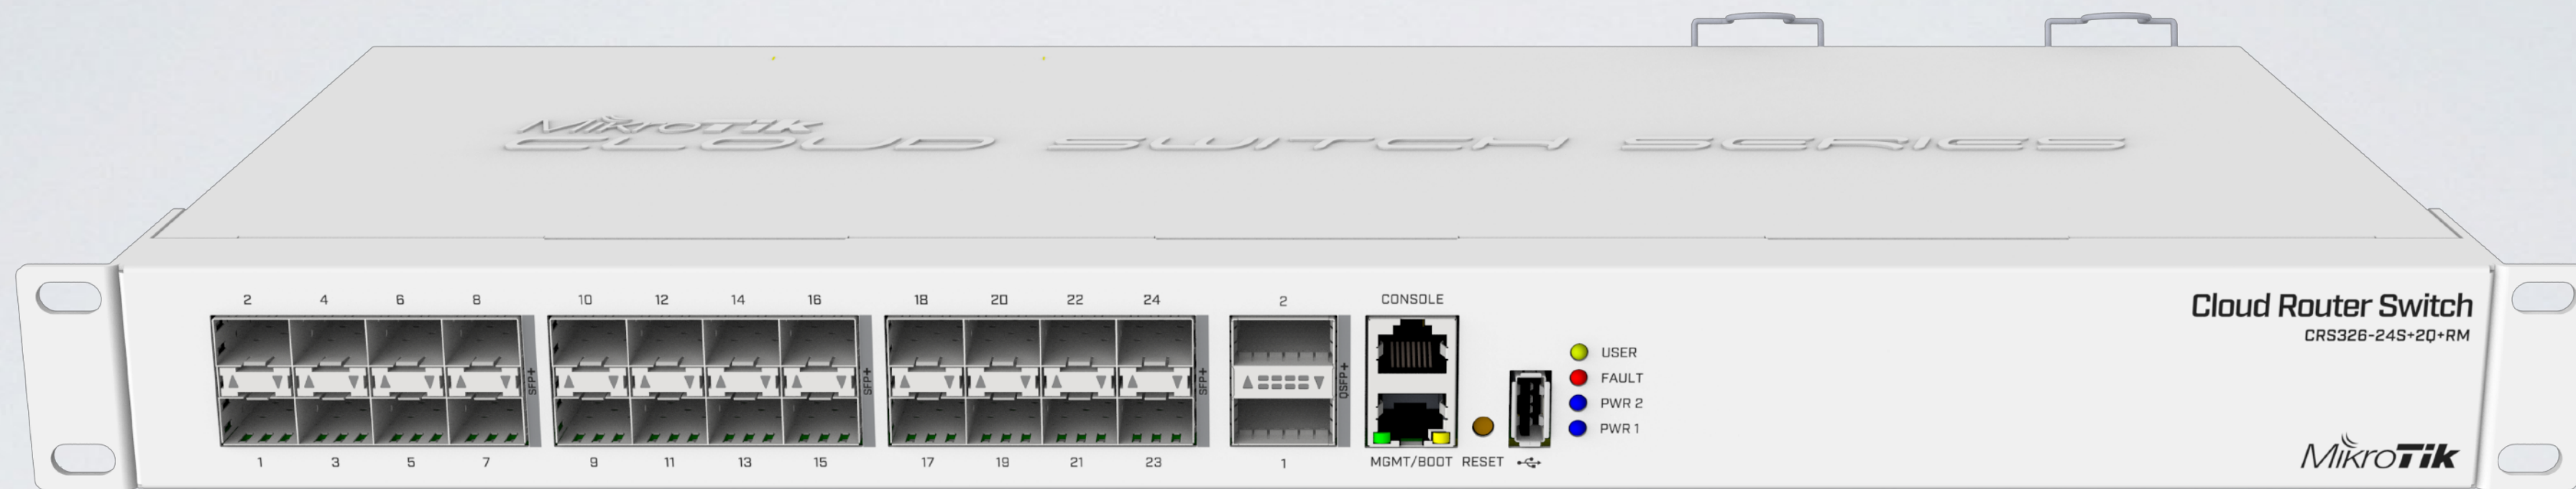 MikroTik
CLOUD SWITCH SERIES
2 4 6 8 10 12 14 16 18 20 22 24 2 CONSOLE
SFP+ SFP+ SFP+ QSFP+
1 3 5 7 9 11 13 15 17 19 21 23 1 MGMT/BOOT RESET
USER
FAULT
PWR 2
PWR 1
Cloud Router Switch
CRS326-24S+2Q+RM
MikroTik